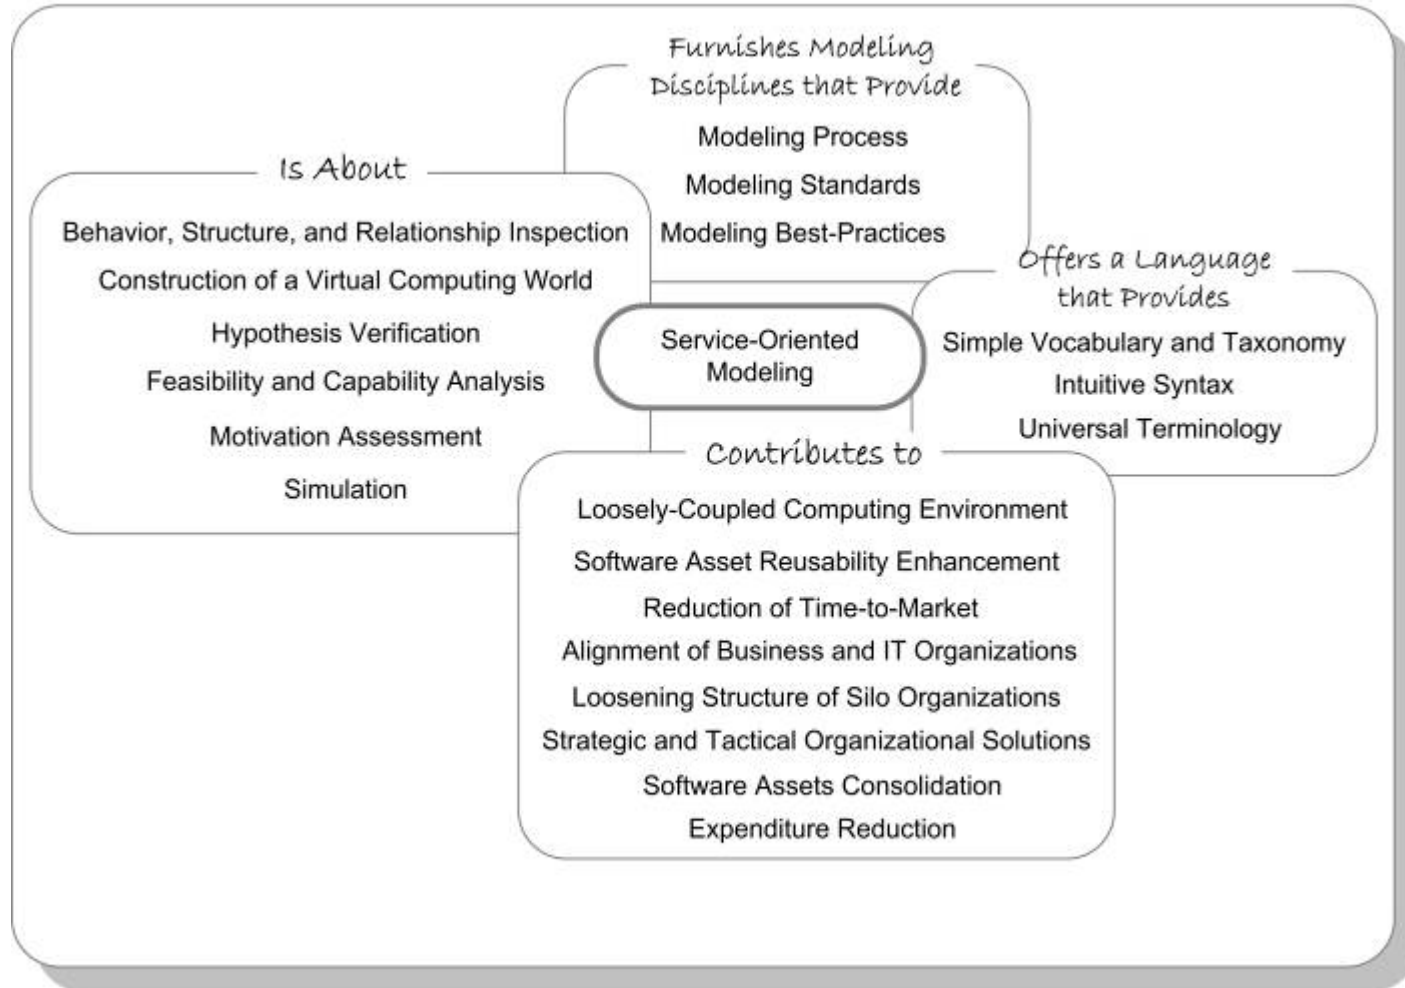 Furnishes Modeling
Disciplines that Provide
Modeling Process
Modeling Standards
Modeling Best-Practices
Is About
Behavior, Structure, and Relationship Inspection
Construction of a Virtual Computing World
Hypothesis Verification
Feasibility and Capability Analysis
Motivation Assessment
Simulation
Service-Oriented
Modeling
Offers a Language
that Provides
Simple Vocabulary and Taxonomy
Intuitive Syntax
Universal Terminology
Contributes to
Loosely-Coupled Computing Environment
Software Asset Reusability Enhancement
Reduction of Time-to-Market
Alignment of Business and IT Organizations
Loosening Structure of Silo Organizations
Strategic and Tactical Organizational Solutions
Software Assets Consolidation
Expenditure Reduction